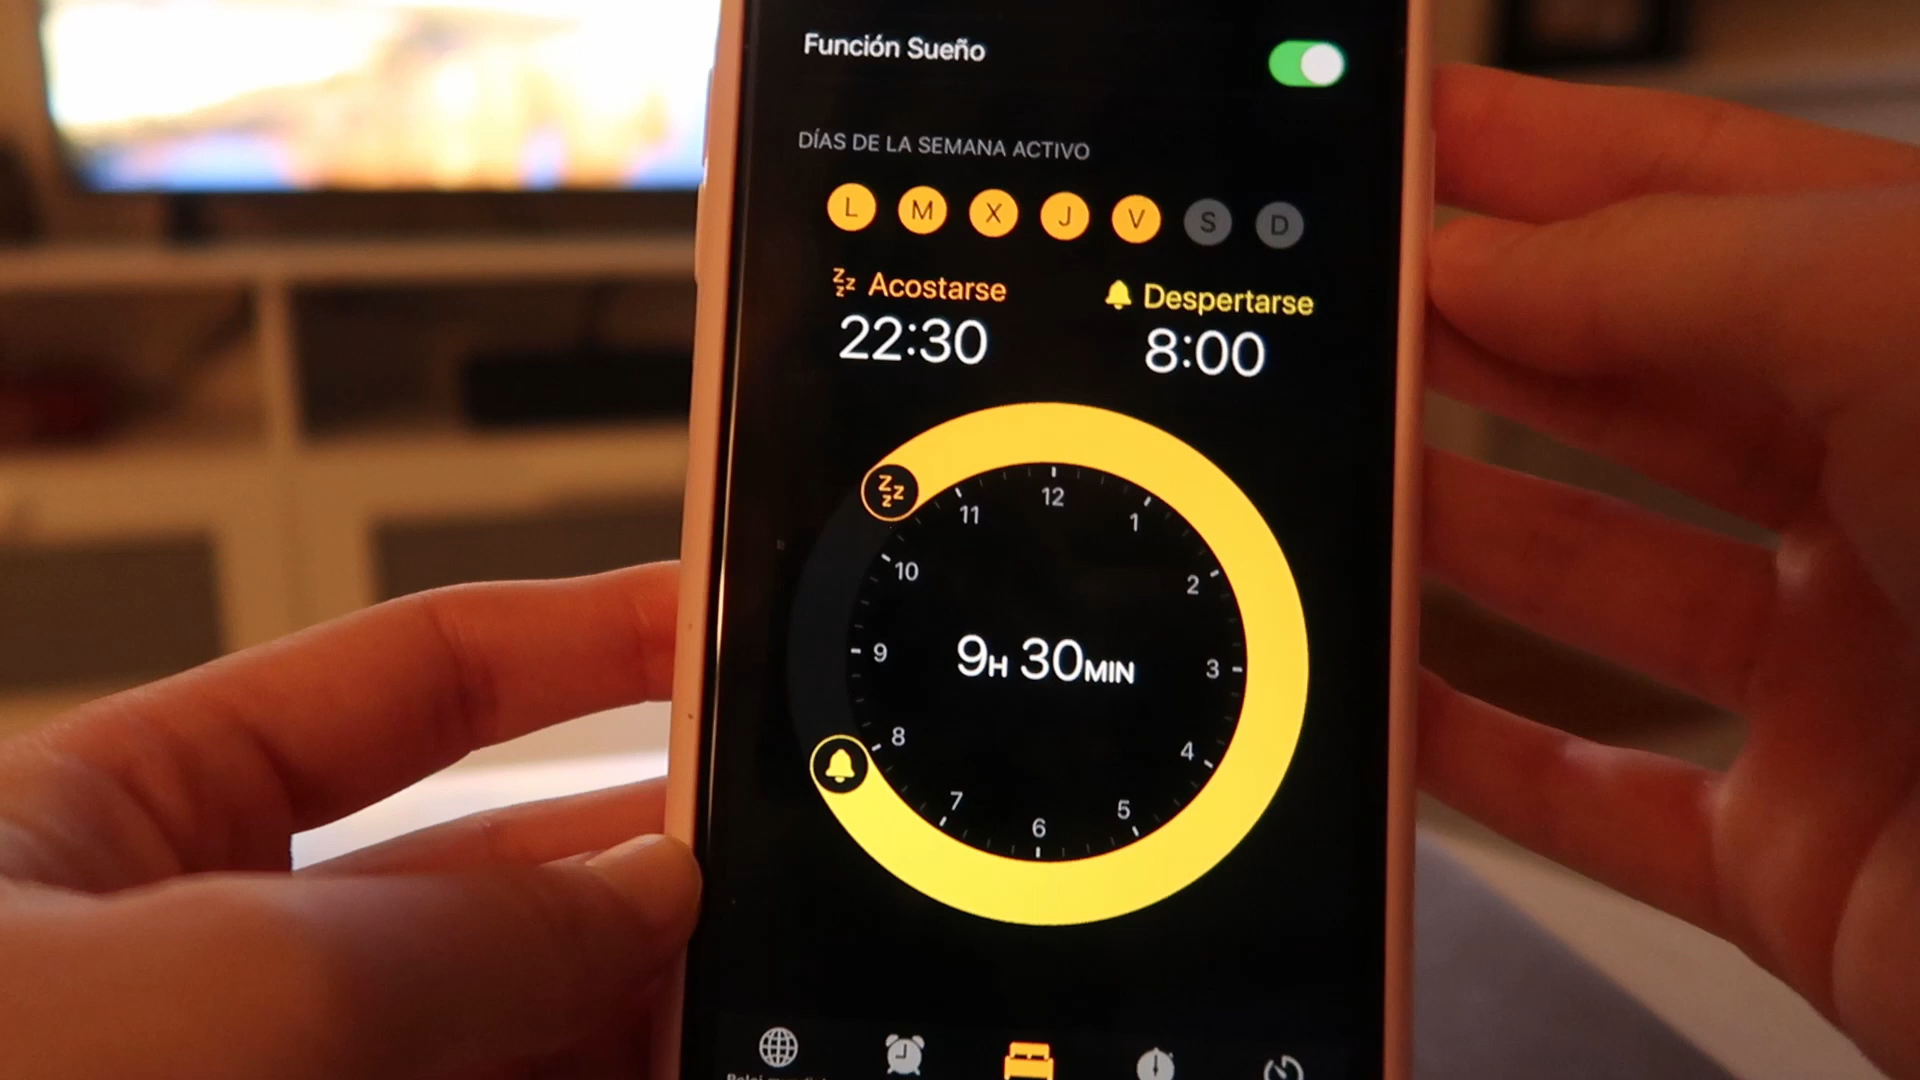 Función Sueño
DÍAS DE LA SEMANA ACTIVO
L M X J V S D
Acostarse Despertarse
22:30 8:00
12
11 1
10 2
9 9H 30MIN 3
8 4
7 5
6